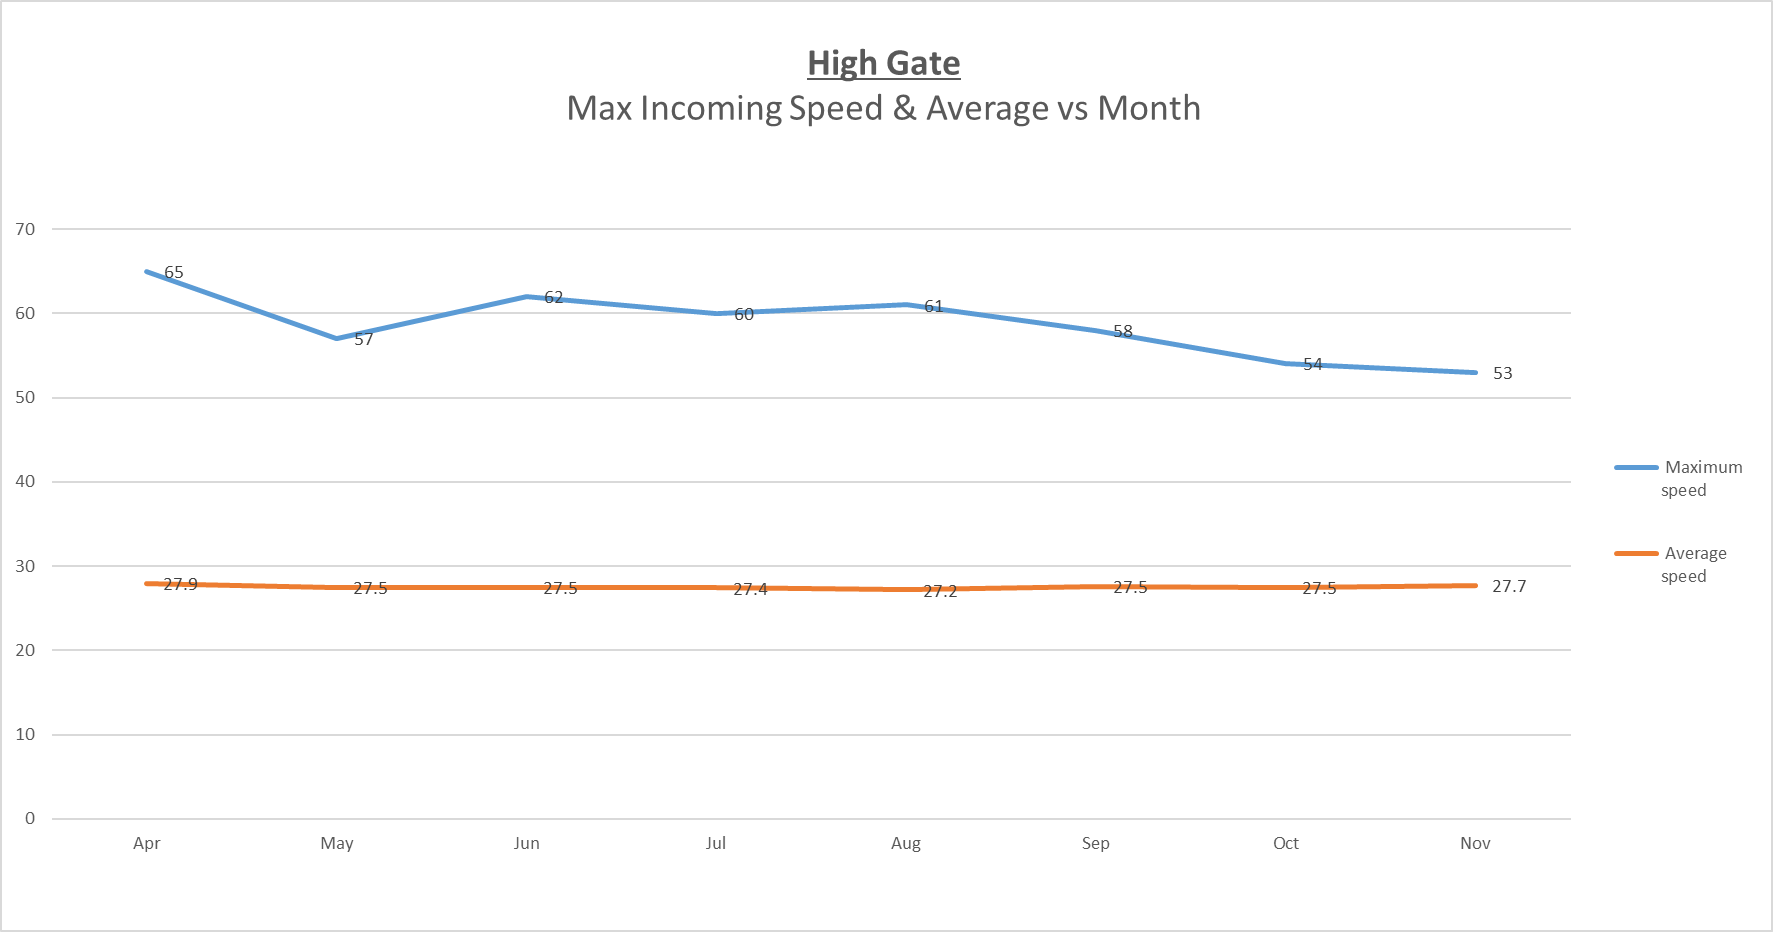 High Gate
Max Incoming Speed & Average vs Month
70
60
50
40
30
20
10
0
65
57
62
60
61
58
54
53
27.9
27.5
27.5
27.4
27.2
27.5
27.5
27.7
Apr
May
Jun
Jul
Aug
Sep
Oct
Nov
Maximum
speed
Average
speed